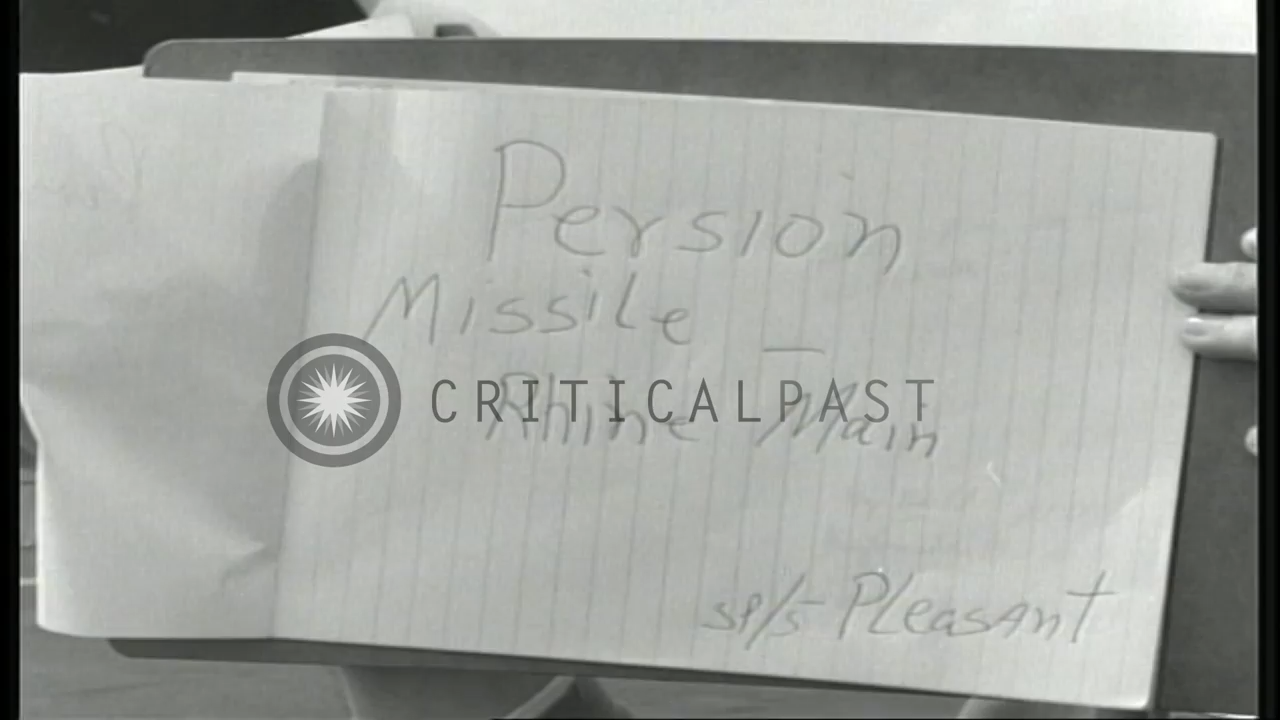 Persion
Missile _
Rhine Main
CRITICALPAST
SP/5 PLeasAnt